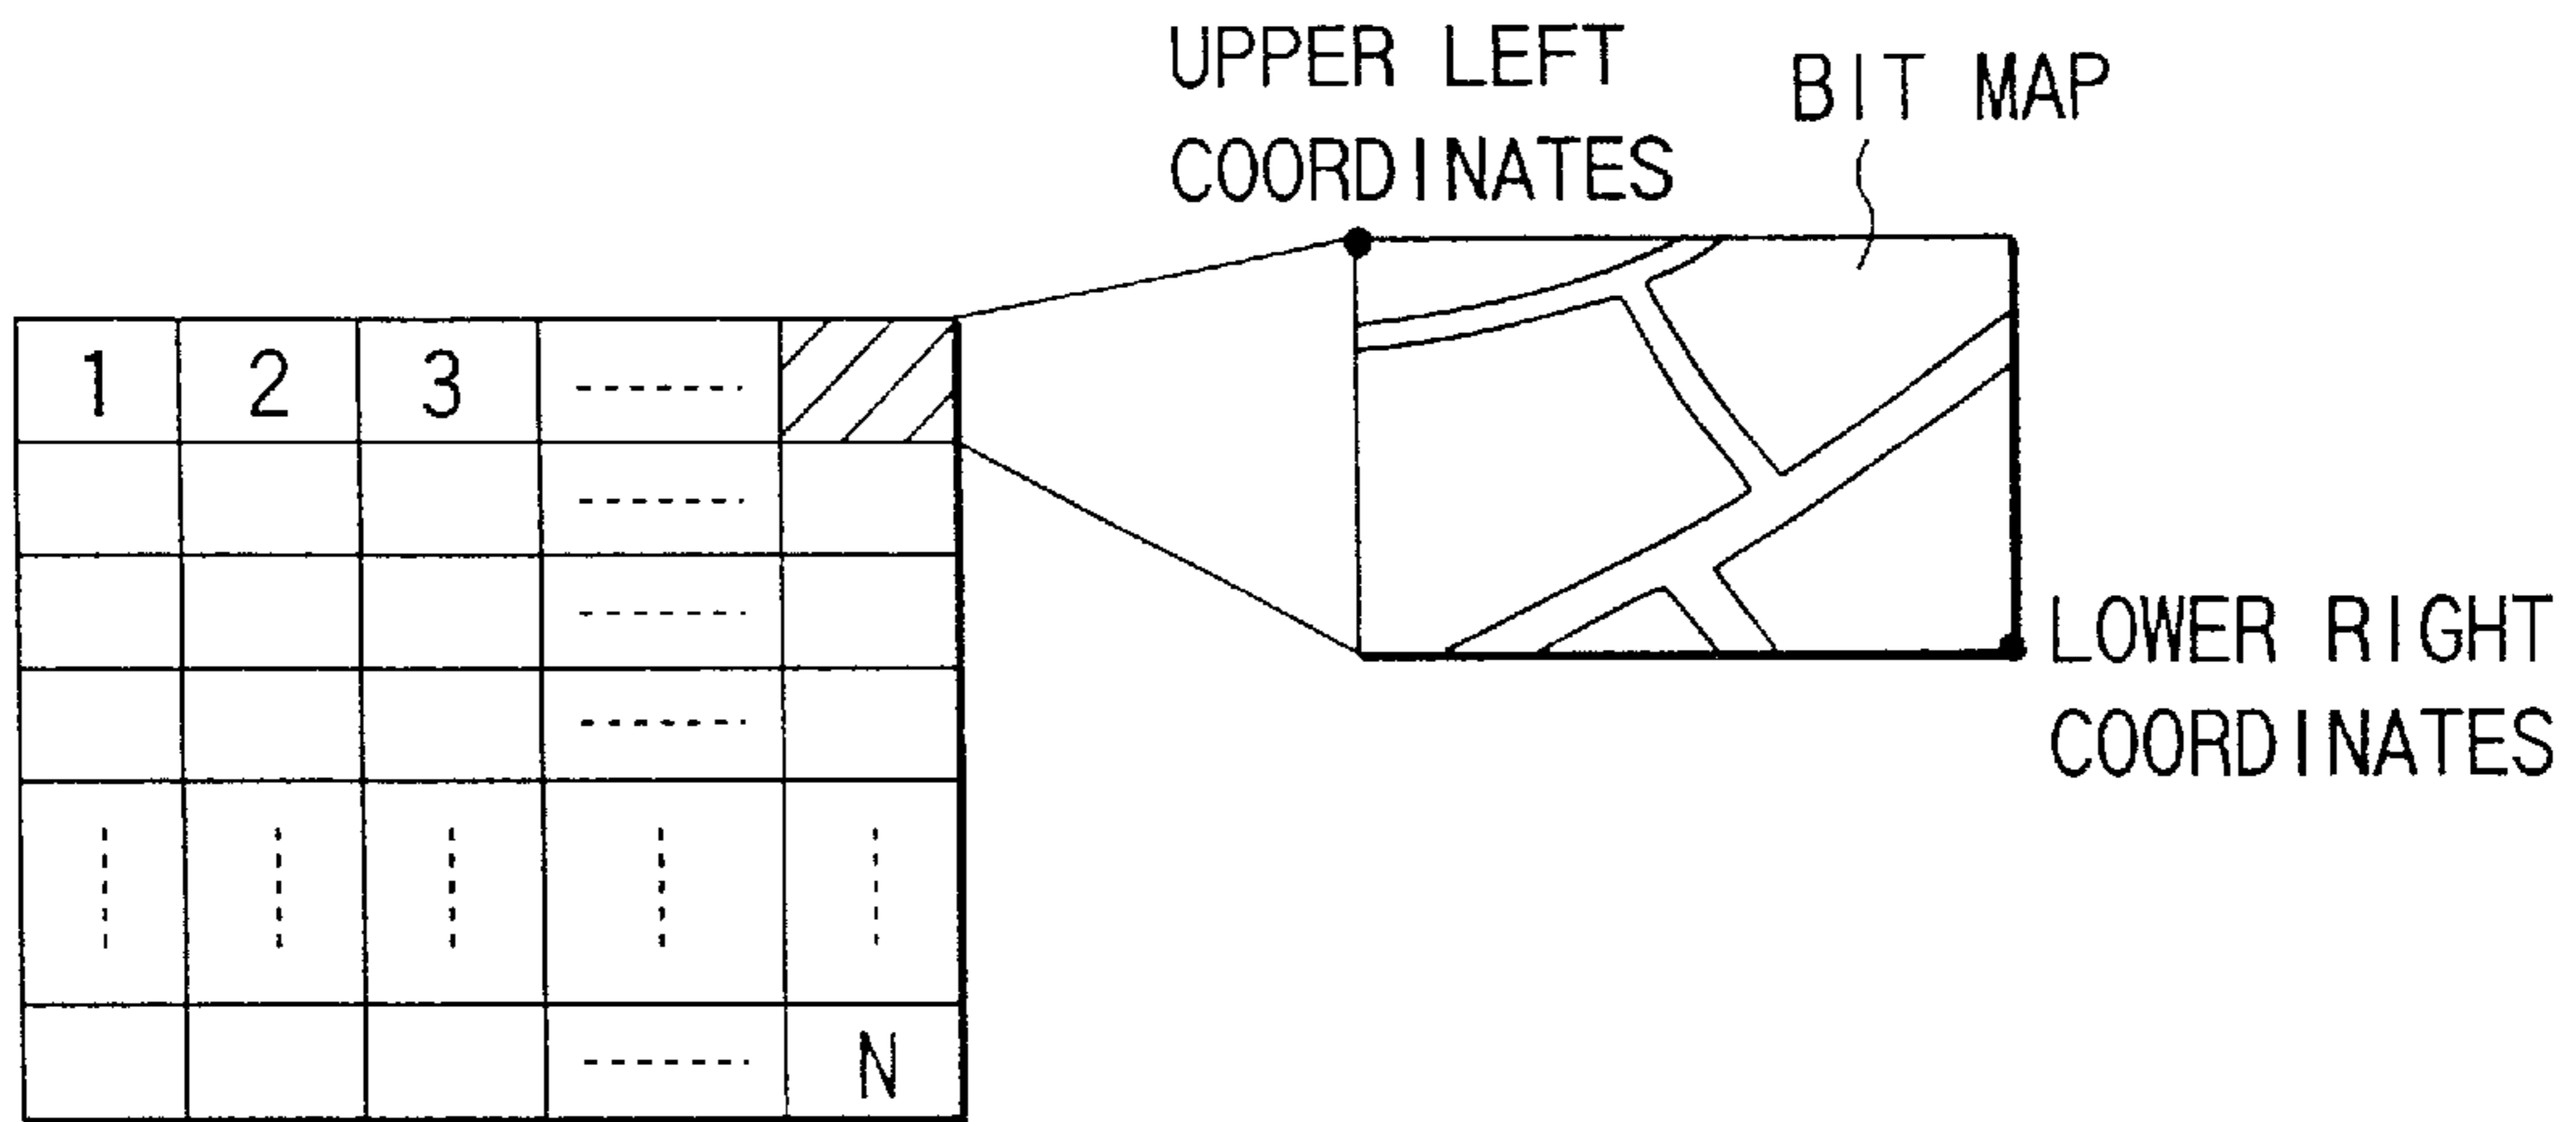 UPPER LEFT
COORDINATES
BIT MAP
1 2 3
LOWER RIGHT
COORDINATES
N